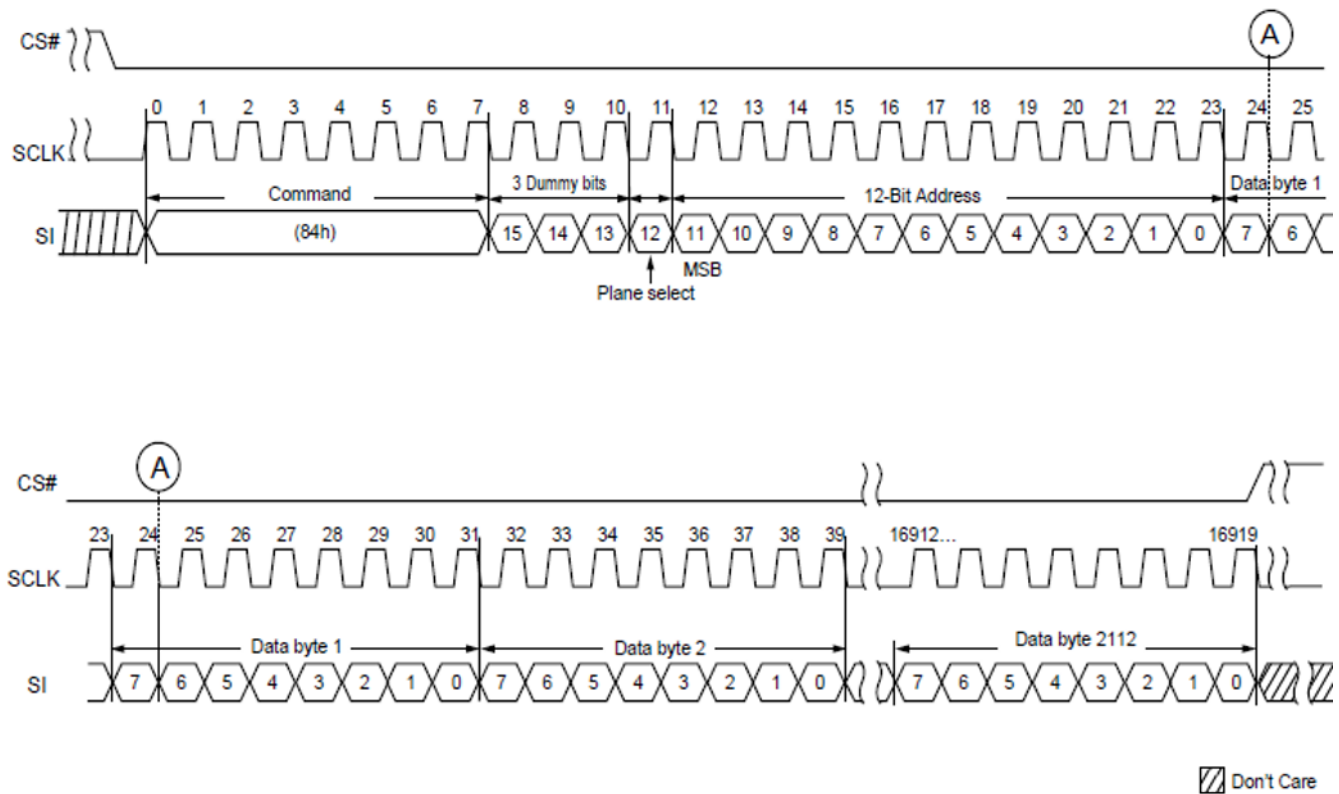 A
CS#
0 1 2 3 4 5 6 7 8 9 10 11 12 13 14 15 16 17 18 19 20 21 22 23 24 25
SCLK
Command 3 Dummy bits 12-Bit Address Data byte 1
SI (84h) 15 14 13 12 11 10 9 8 7 6 5 4 3 2 1 0 7 6
MSB
Plane select
A
CS#
23 24 25 26 27 28 29 30 31 32 33 34 35 36 37 38 39 16912... 16919
SCLK
Data byte 1 Data byte 2 Data byte 2112
SI 7 6 5 4 3 2 1 0 7 6 5 4 3 2 1 0 7 6 5 4 3 2 1 0
Don't Care